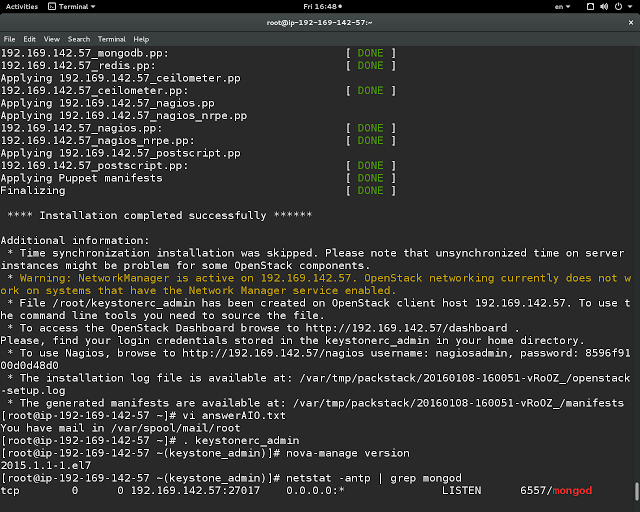 Activities Terminal Fri 16:48 en
root@ip-192-169-142-57:~
File Edit View Search Terminal Help
192.169.142.57_mongodb.pp: [ DONE ]
192.169.142.57_redis.pp: [ DONE ]
Applying 192.169.142.57_ceilometer.pp
192.169.142.57_ceilometer.pp: [ DONE ]
Applying 192.169.142.57_nagios.pp
Applying 192.169.142.57_nagios_nrpe.pp
192.169.142.57_nagios.pp: [ DONE ]
192.169.142.57_nagios_nrpe.pp: [ DONE ]
Applying 192.169.142.57_postscript.pp
192.169.142.57_postscript.pp: [ DONE ]
Applying Puppet manifests [ DONE ]
Finalizing [ DONE ]
**** Installation completed successfully ******
Additional information:
* Time synchronization installation was skipped. Please note that unsynchronized time on server
instances might be problem for some OpenStack components.
* Warning: NetworkManager is active on 192.169.142.57. OpenStack networking currently does not w
ork on systems that have the Network Manager service enabled.
* File /root/keystonerc_admin has been created on OpenStack client host 192.169.142.57. To use t
he command line tools you need to source the file.
* To access the OpenStack Dashboard browse to http://192.169.142.57/dashboard .
Please, find your login credentials stored in the keystonerc_admin in your home directory.
* To use Nagios, browse to http://192.169.142.57/nagios username: nagiosadmin, password: 8596f91
00d0d48d0
* The installation log file is available at: /var/tmp/packstack/20160108-160051-vRoOZ_/openstack
-setup.log
* The generated manifests are available at: /var/tmp/packstack/20160108-160051-vRoOZ_/manifests
[root@ip-192-169-142-57 ~]# vi answerAIO.txt
You have mail in /var/spool/mail/root
[root@ip-192-169-142-57 ~]# . keystonerc_admin
[root@ip-192-169-142-57 ~(keystone_admin)]# nova-manage version
2015.1.1-1.el7
[root@ip-192-169-142-57 ~(keystone_admin)]# netstat -antp | grep mongod
tcp 0 0 192.169.142.57:27017 0.0.0.0:* LISTEN 6557/mongod